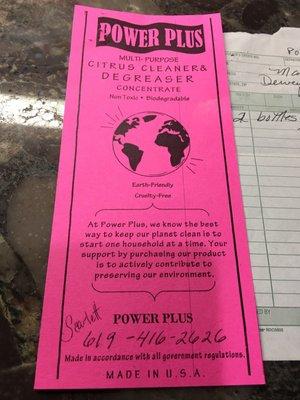 POWER PLUS
MULTI-PURPOSE
CITRUS CLEANER &
DEGREASER
CONCENTRATE
Non Toxic • Biodegradable
Earth-Friendly
Cruelty-Free
At Power Plus, we know the best
way to keep our planet clean is to
start one household at a time. Your
support by purchasing our product
is to actively contribute to
preserving our environment.
Scarlett
POWER PLUS
619-416-2626
Made in accordance with all government regulations.
MADE IN U.S.A.
Po
Dewey
2 bottles